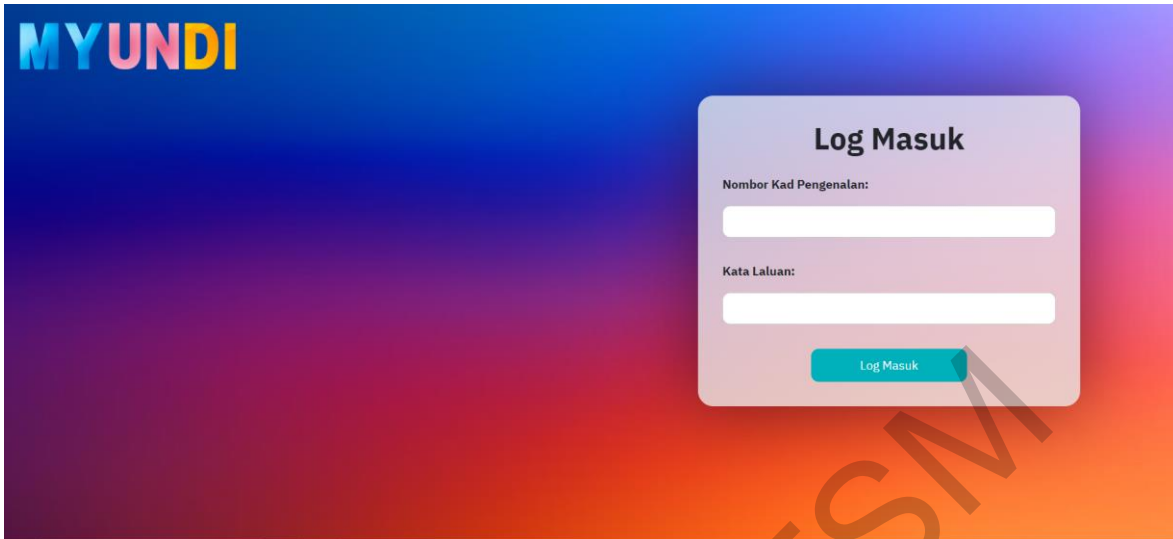 MYUNDI
Log Masuk
Nombor Kad Pengenalan:
Kata Laluan:
Log Masuk